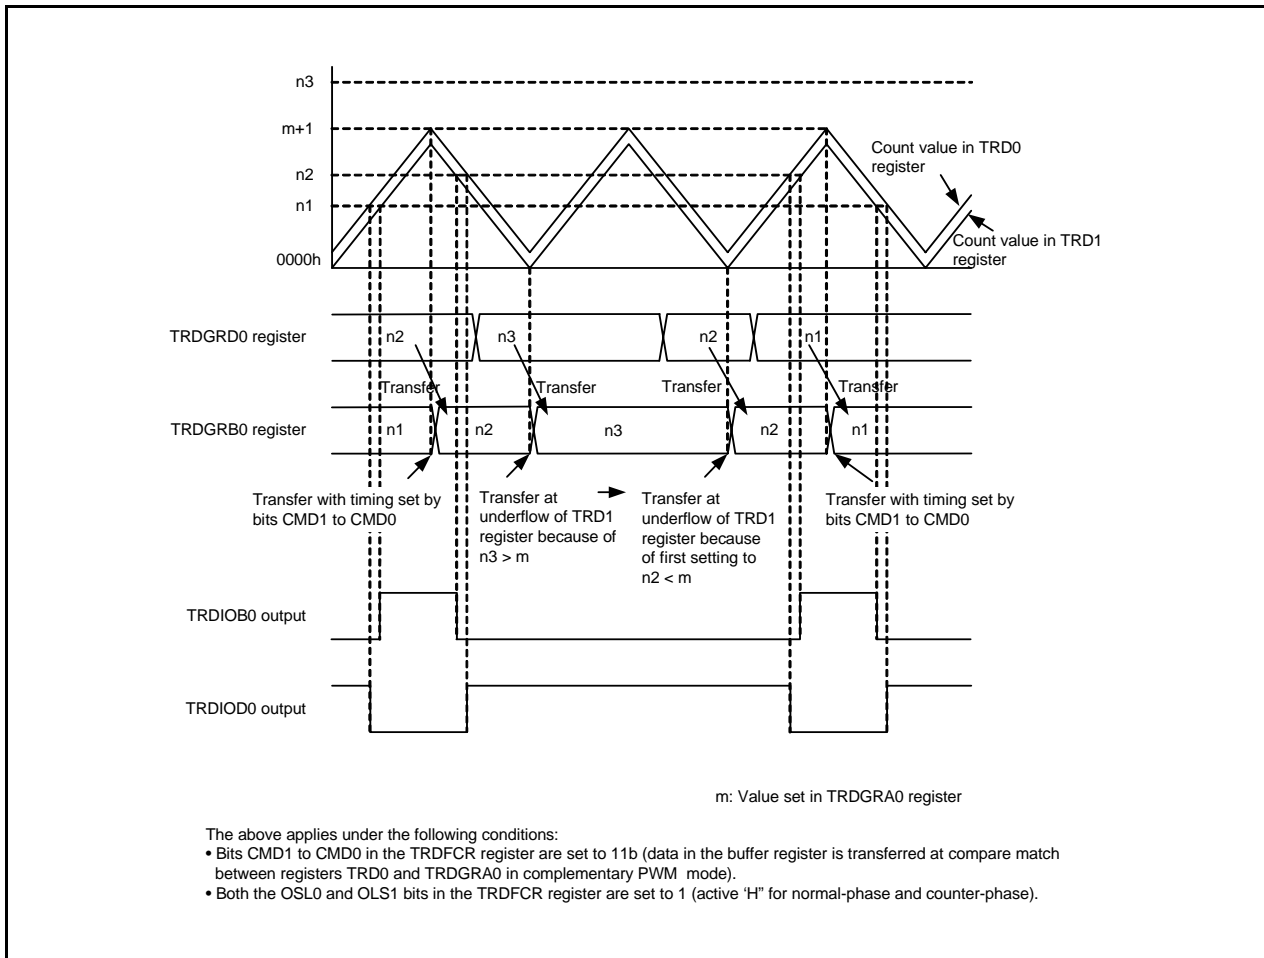 n3
m+1
n2
n1
0000h
Count value in TRD0
register
Count value in TRD1
register
TRDGRD0 register
n2
n3
n2
n1
Transfer
Transfer
Transfer
Transfer
TRDGRB0 register
n1
n2
n3
n2
n1
Transfer with timing set by
bits CMD1 to CMD0
Transfer at
underflow of TRD1
register because of
n3 > m
Transfer at
underflow of TRD1
register because
of first setting to
n2 < m
Transfer with timing set by
bits CMD1 to CMD0
TRDIOB0 output
TRDIOD0 output
m: Value set in TRDGRA0 register
The above applies under the following conditions:
• Bits CMD1 to CMD0 in the TRDFCR register are set to 11b (data in the buffer register is transferred at compare match
between registers TRD0 and TRDGRA0 in complementary PWM mode).
• Both the OSL0 and OLS1 bits in the TRDFCR register are set to 1 (active ‘H” for normal-phase and counter-phase).